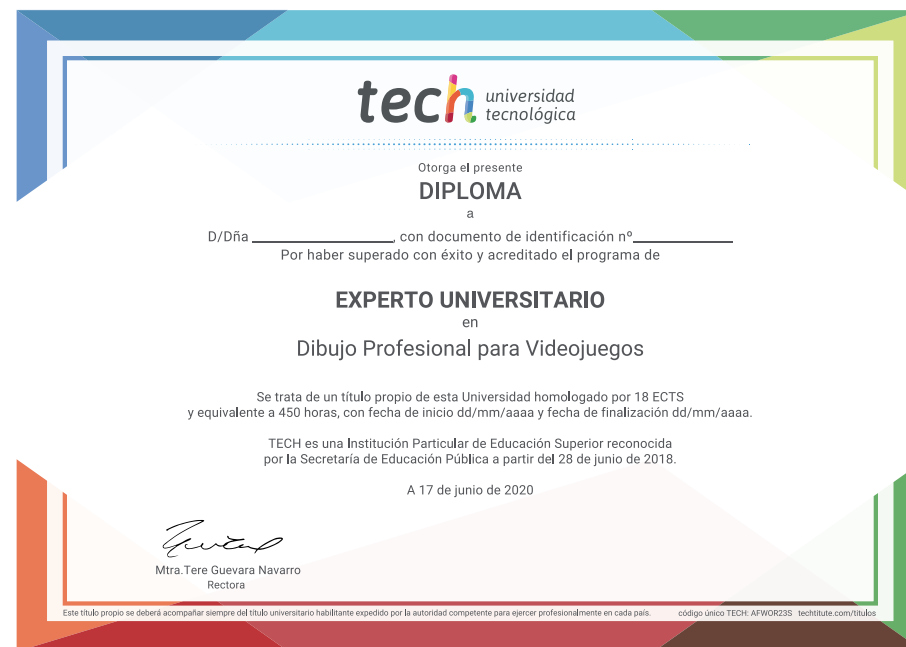 tech universidad
tecnológica
Otorga el presente
DIPLOMA
a
D/Dña ____________________, con documento de identificación nº______________
Por haber superado con éxito y acreditado el programa de
EXPERTO UNIVERSITARIO
en
Dibujo Profesional para Videojuegos
Se trata de un título propio de esta Universidad homologado por 18 ECTS
y equivalente a 450 horas, con fecha de inicio dd/mm/aaaa y fecha de finalización dd/mm/aaaa.
TECH es una Institución Particular de Educación Superior reconocida
por la Secretaría de Educación Pública a partir del 28 de junio de 2018.
A 17 de junio de 2020
Mtra.Tere Guevara Navarro
Rectora
Este título propio se deberá acompañar siempre del título universitario habilitante expedido por la autoridad competente para ejercer profesionalmente en cada país. código único TECH: AFWOR23S techtitute.com/titulos